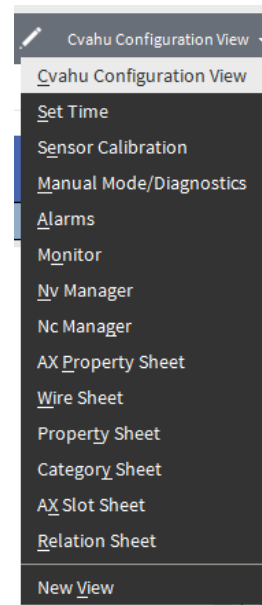 Cvahu Configuration View
Cvahu Configuration View
Set Time
Sensor Calibration
Manual Mode/Diagnostics
Alarms
Monitor
Nv Manager
Nc Manager
AX Property Sheet
Wire Sheet
Property Sheet
Category Sheet
AX Slot Sheet
Relation Sheet
New View